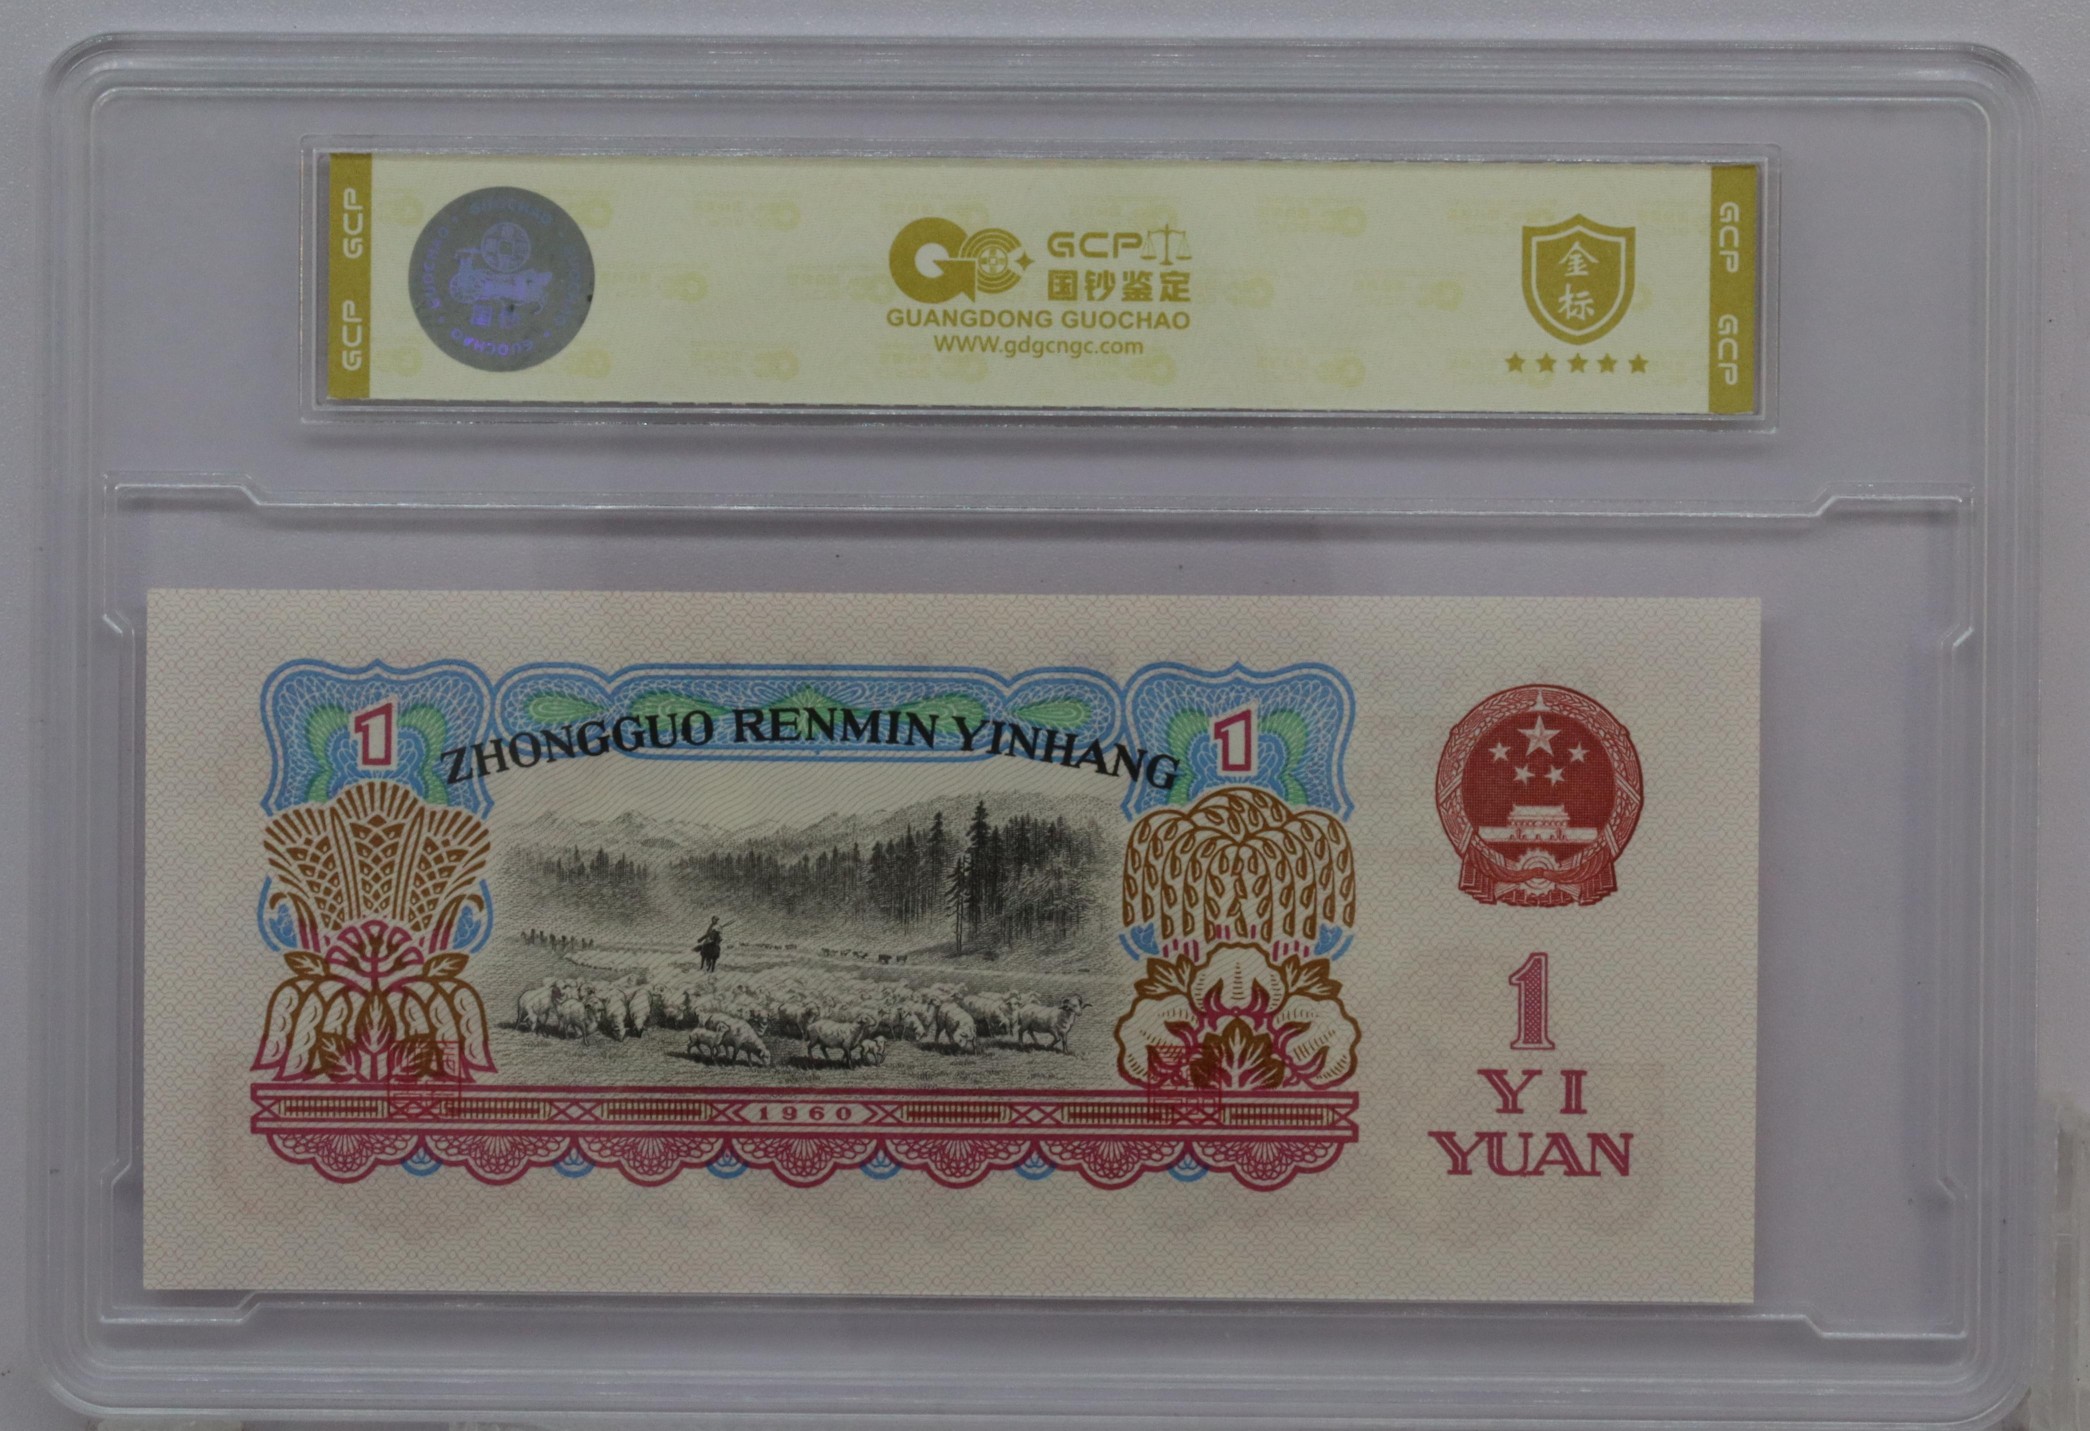 GCP GCP
GUOCHAO
GCP
国钞鉴定
GUANGDONG GUOCHAO
WWW.gdgcngc.com
金
标
GCP GCP
1
ZHONGGUO RENMIN YINHANG
1
1960
1
YI
YUAN